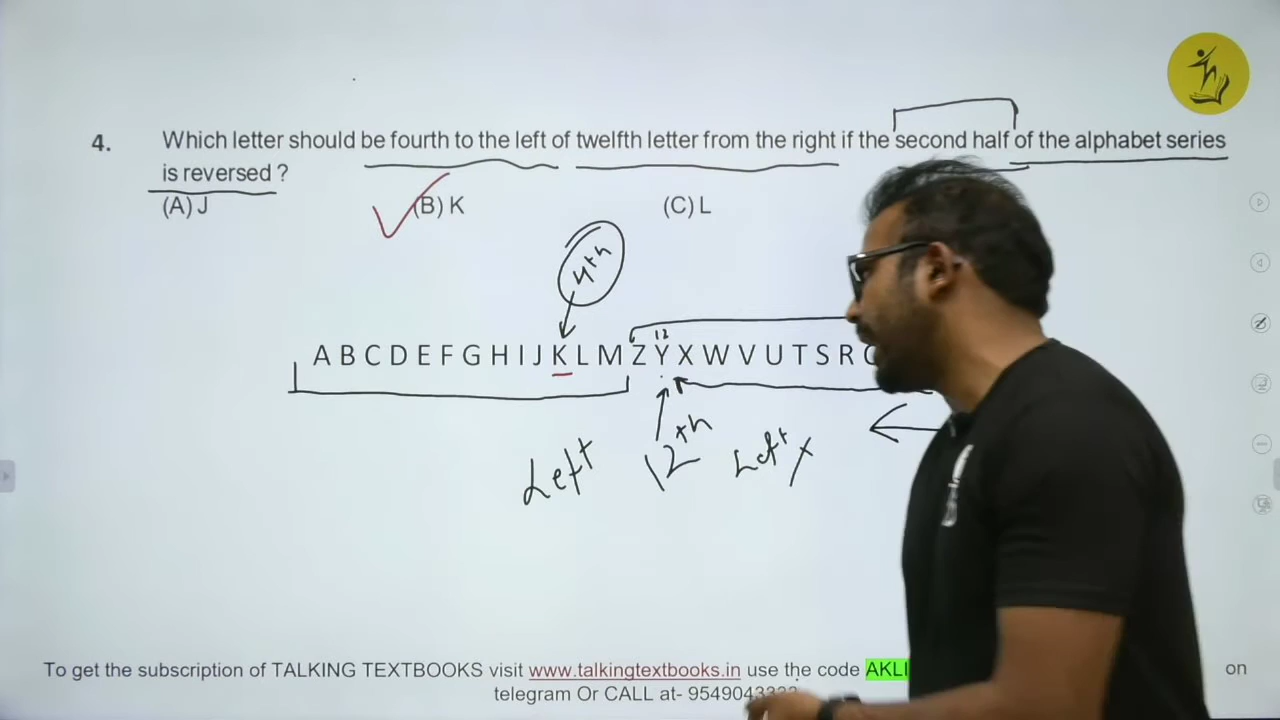 4. Which letter should be fourth to the left of twelfth letter from the right if the second half of the alphabet series
is reversed ?
(A) J (B) K (C) L
4th
12
A B C D E F G H I J K L M Z Y X W V U T S R
Left 12th Left
To get the subscription of TALKING TEXTBOOKS visit www.talkingtextbooks.in use the code AKLI on
telegram Or CALL at-